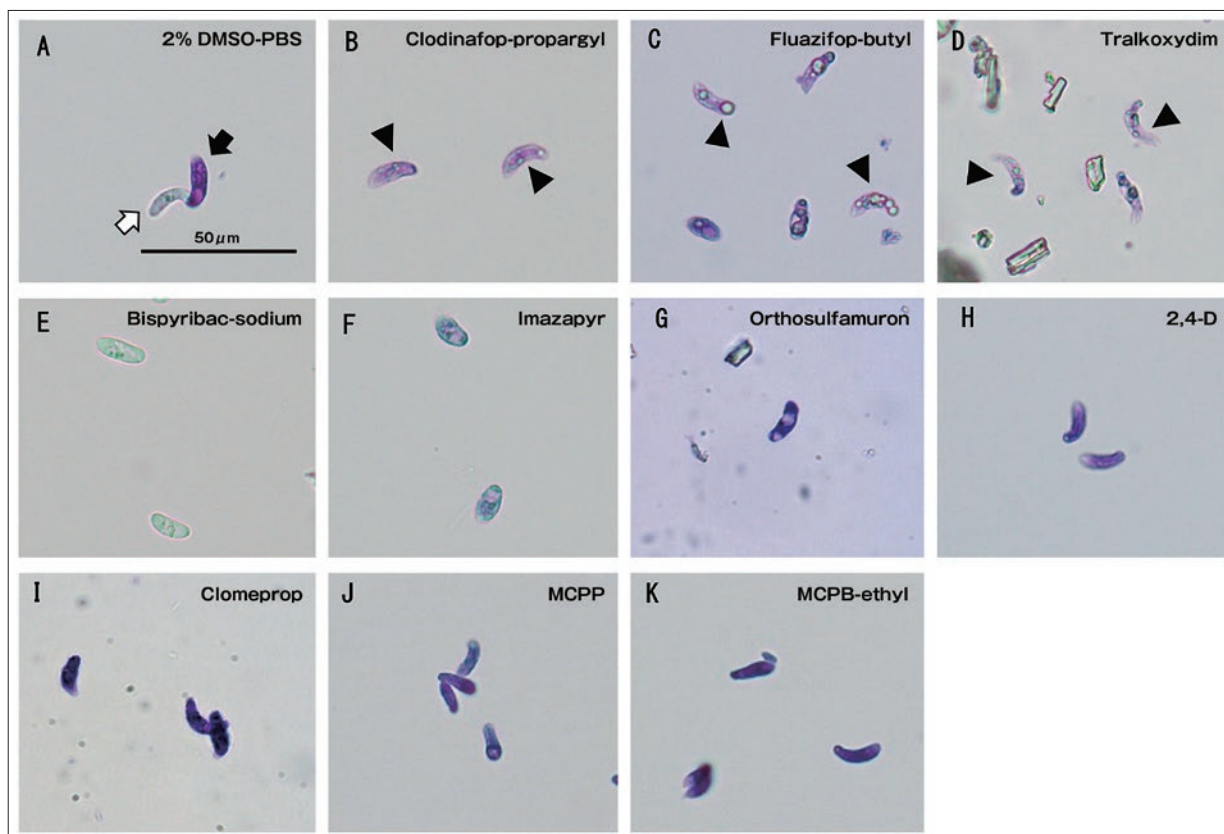 A 2% DMSO-PBS
50μm
B Clodinafop-propargyl
C Fluazifop-butyl
D Tralkoxydim
E Bispyribac-sodium
F Imazapyr
G Orthosulfamuron
H 2,4-D
I Clomeprop
J MCPP
K MCPB-ethyl